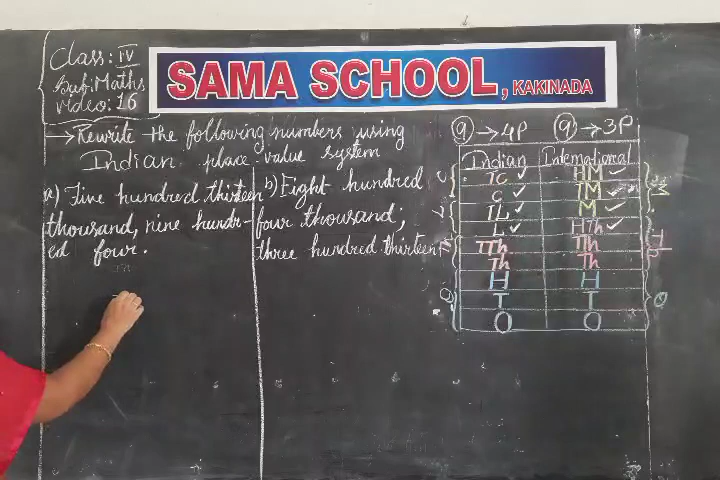 Class: IV
Sub: Maths
Video: 16
SAMA SCHOOL, KAKINADA
→ Rewrite the following numbers using
Indian place value system
a) Five hundred thirteen
thousand, nine hundr-
ed four.
b) Eight hundred
four thousand,
three hundred thirteen
9 → 4P 9 → 3P
Indian International
TC ✓ HM ✓
C ✓ TM
TL ✓ M
L ✓ HTh ✓
TTh TTh
Th Th
H H
T T
O O